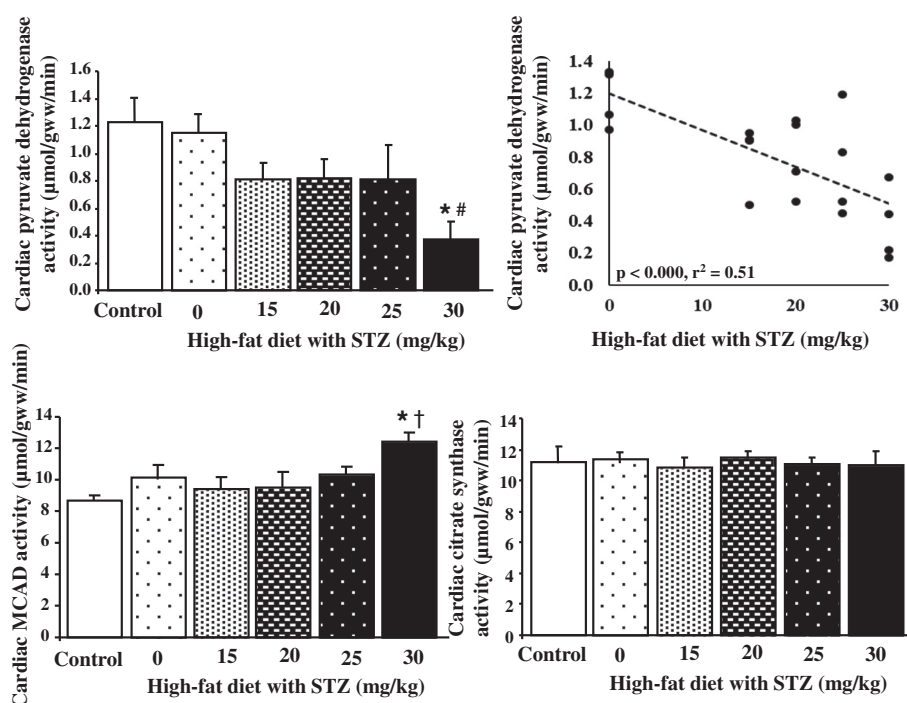 Cardiac pyruvate dehydrogenase
activity (µmol/gww/min)
1.6
1.4
1.2
1.0
0.8
0.6
0.4
0.2
0.0
* #
Control 0 15 20 25 30
High-fat diet with STZ (mg/kg)
Cardiac pyruvate dehydrogenase
activity (µmol/gww/min)
1.4
1.2
1.0
0.8
0.6
0.4
0.2
0.0
p < 0.000, r² = 0.51
0 10 20 30
High-fat diet with STZ (mg/kg)
Cardiac MCAD activity (µmol/gww/min)
14
12
10
8
6
4
2
0
* †
Control 0 15 20 25 30
High-fat diet with STZ (mg/kg)
Cardiac citrate synthase
activity (µmol/gww/min)
14
12
10
8
6
4
2
0
Control 0 15 20 25 30
High-fat diet with STZ (mg/kg)